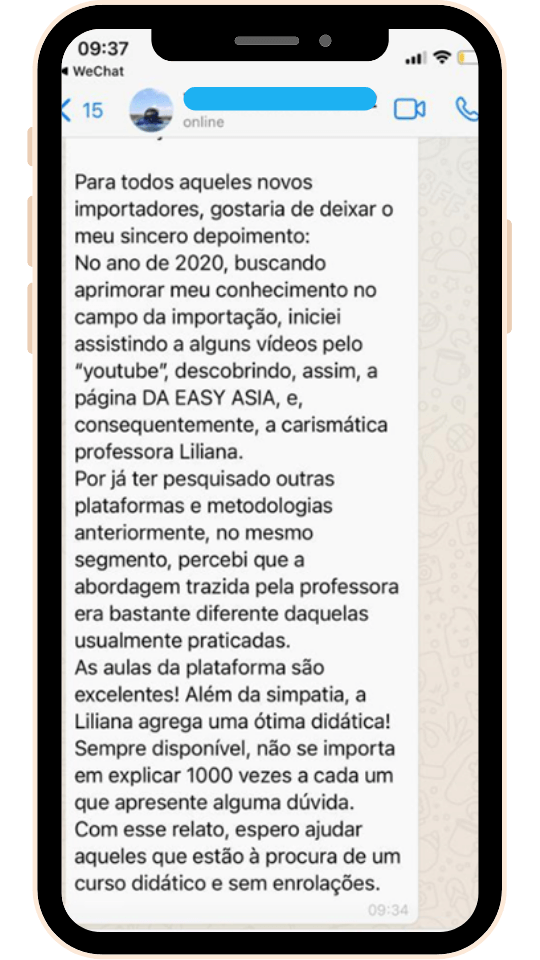 09:37
WeChat
15
online
Para todos aqueles novos
importadores, gostaria de deixar o
meu sincero depoimento:
No ano de 2020, buscando
aprimorar meu conhecimento no
campo da importação, iniciei
assistindo a alguns vídeos pelo
“youtube”, descobrindo, assim, a
página DA EASY ASIA, e,
consequentemente, a carismática
professora Liliana.
Por já ter pesquisado outras
plataformas e metodologias
anteriormente, no mesmo
segmento, percebi que a
abordagem trazida pela professora
era bastante diferente daquelas
usualmente praticadas.
As aulas da plataforma são
excelentes! Além da simpatia, a
Liliana agrega uma ótima didática!
Sempre disponível, não se importa
em explicar 1000 vezes a cada um
que apresente alguma dúvida.
Com esse relato, espero ajudar
aqueles que estão à procura de um
curso didático e sem enrolações.
09:34